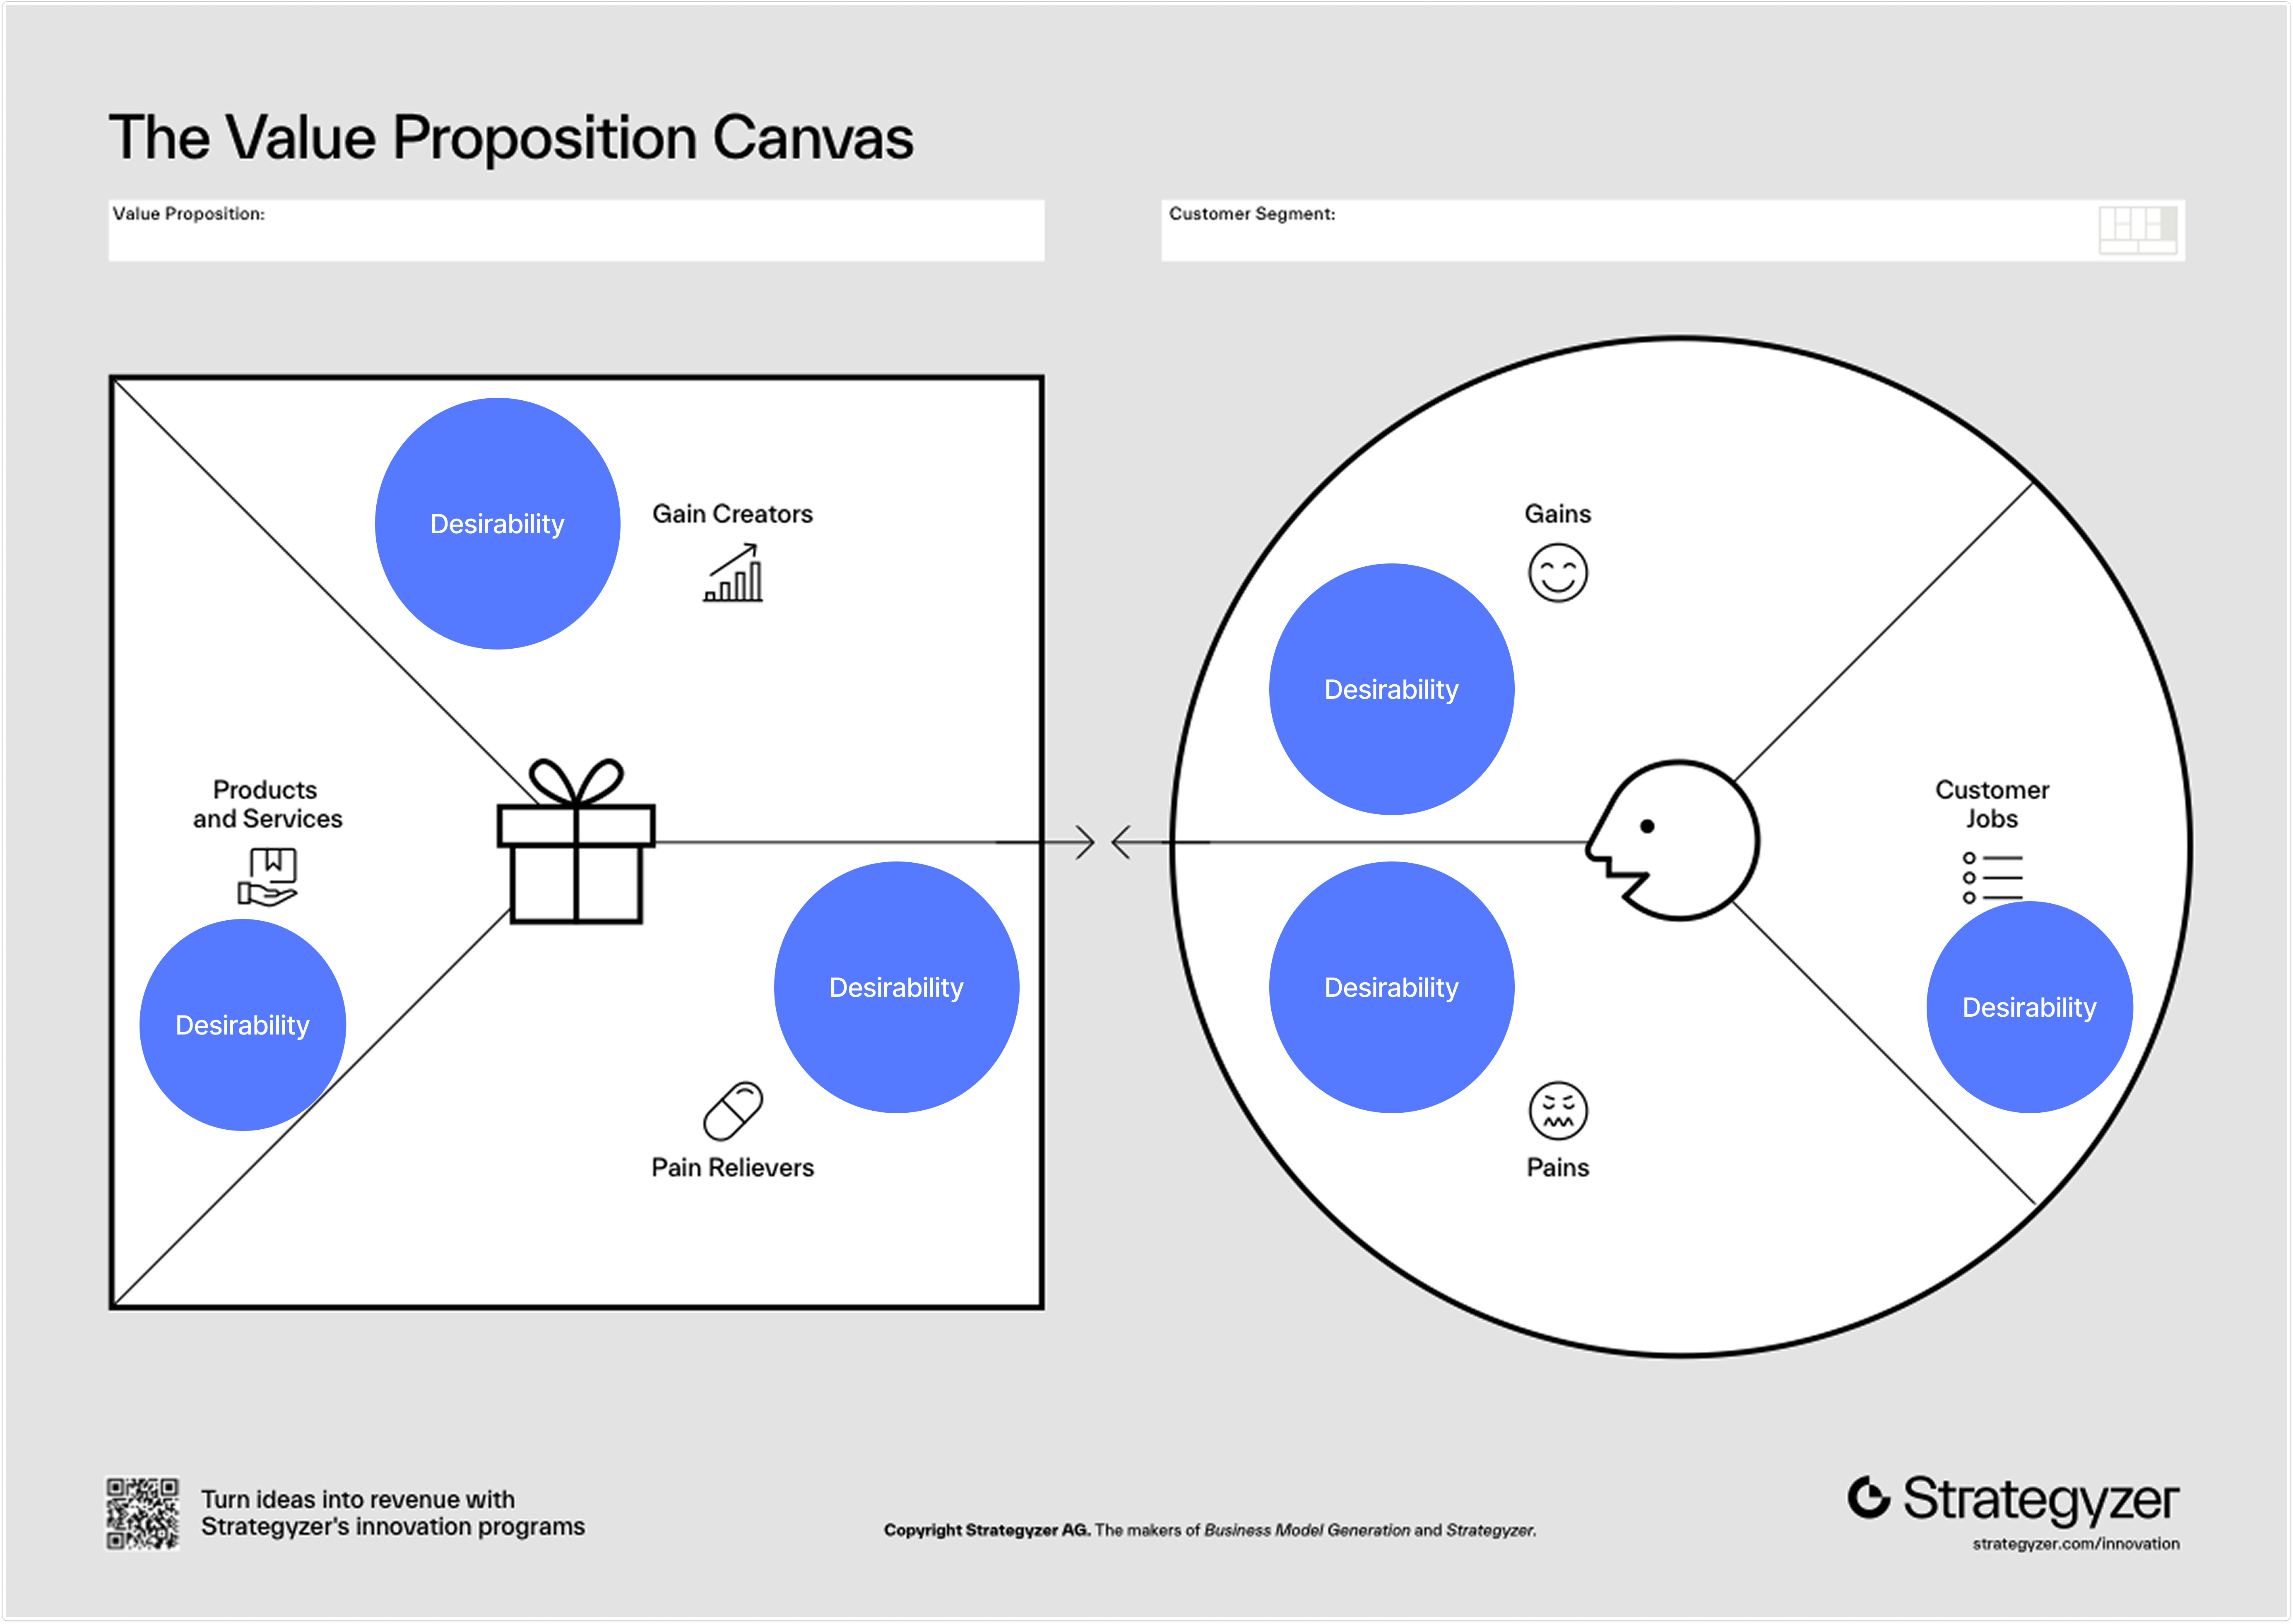 The Value Proposition Canvas
Value Proposition:
Customer Segment:
Desirability
Gain Creators
Products
and Services
Desirability
Desirability
Pain Relievers
Gains
Desirability
Customer
Jobs
Desirability
Desirability
Pains
Turn ideas into revenue with
Strategyzer's innovation programs
Copyright Strategyzer AG. The makers of Business Model Generation and Strategyzer.
Strategyzer
strategyzer.com/innovation